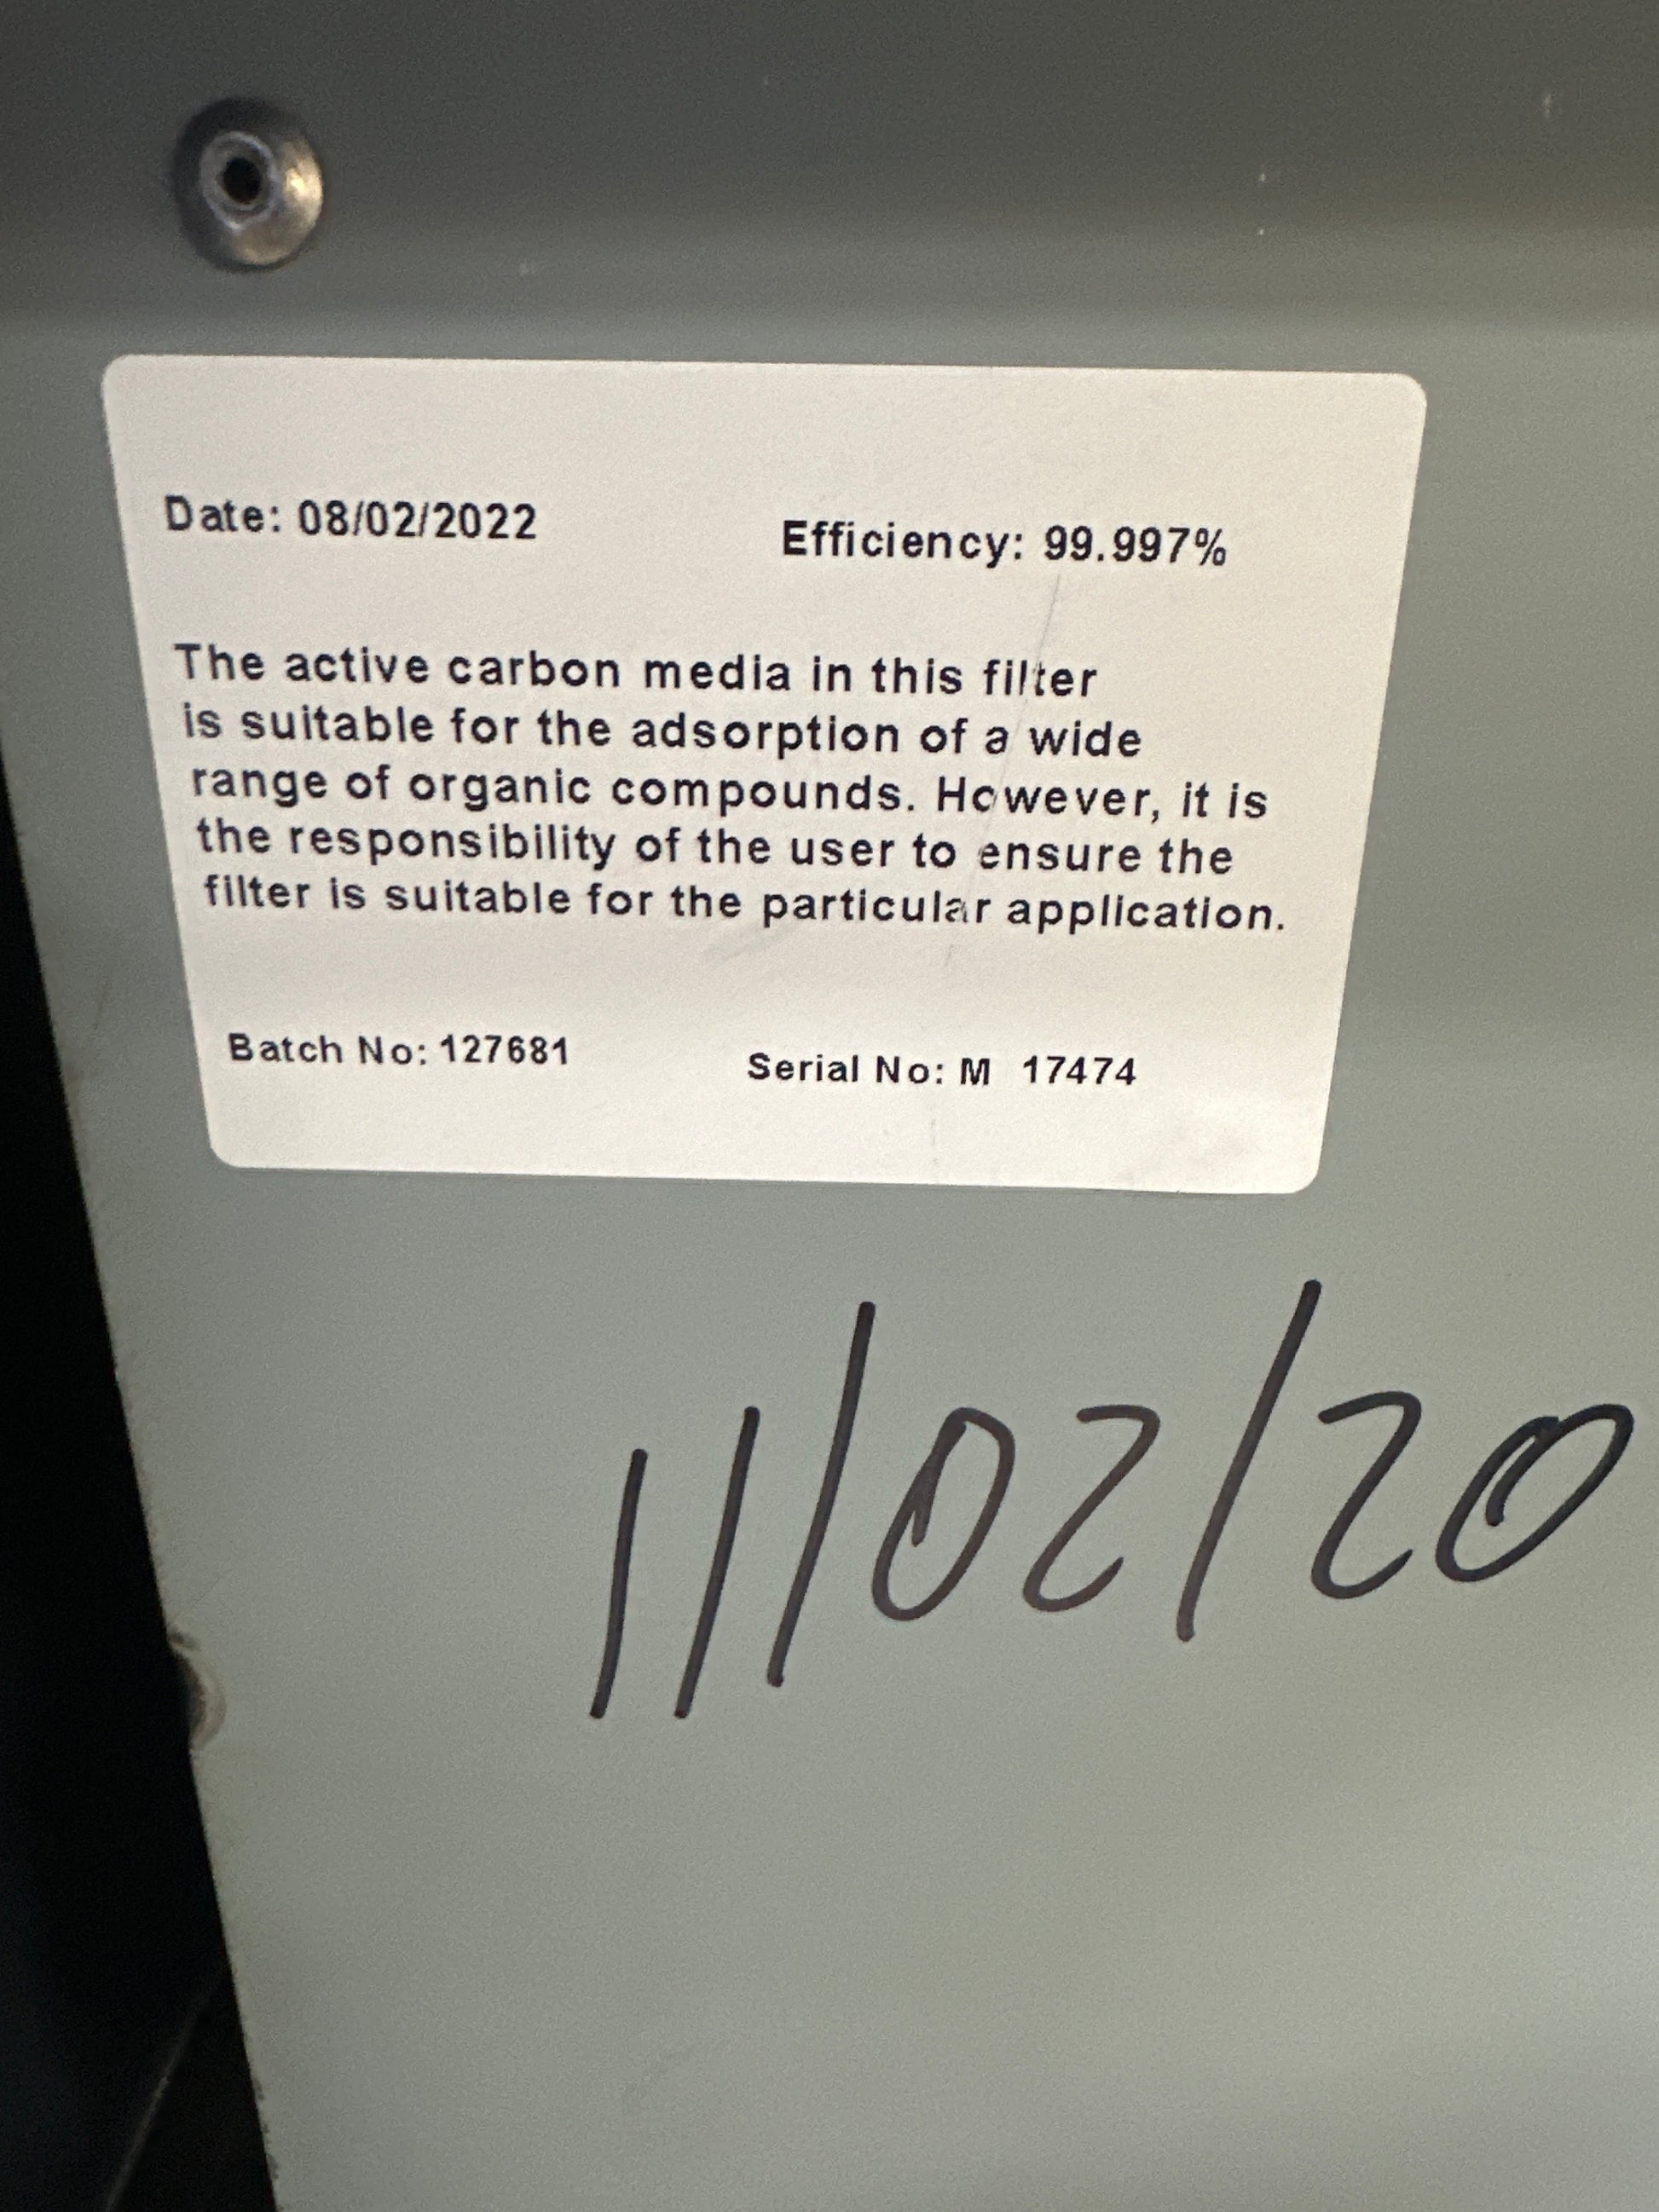 Date: 08/02/2022 Efficiency: 99.997%
The active carbon media in this filter
is suitable for the adsorption of a wide
range of organic compounds. However, it is
the responsibility of the user to ensure the
filter is suitable for the particular application.
Batch No: 127681 Serial No: M 17474
11/02/20